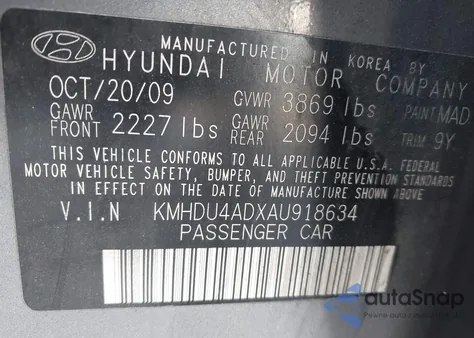 MANUFACTURED IN KOREA BY
HYUNDAI MOTOR COMPANY
OCT/20/09 GVWR 3869 lbs PAINT MAD
GAWR FRONT 2227 lbs GAWR REAR 2094 lbs TRIM 9Y
THIS VEHICLE CONFORMS TO ALL APPLICABLE U.S.A. FEDERAL
MOTOR VEHICLE SAFETY, BUMPER, AND THEFT PREVENTION STANDARDS
IN EFFECT ON THE DATE OF MANUFACTURE SHOWN ABOVE
V.I.N KMHDU4ADXAU918634
PASSENGER CAR
autoSnap